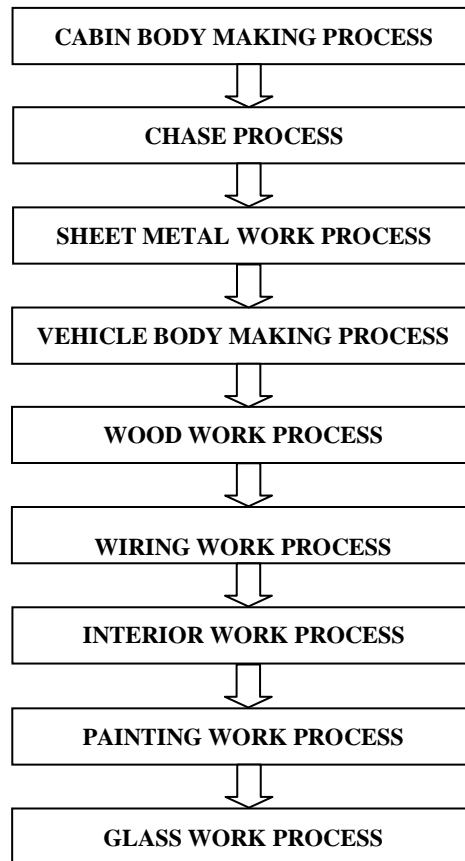 CABIN BODY MAKING PROCESS
CHASE PROCESS
SHEET METAL WORK PROCESS
VEHICLE BODY MAKING PROCESS
WOOD WORK PROCESS
WIRING WORK PROCESS
INTERIOR WORK PROCESS
PAINTING WORK PROCESS
GLASS WORK PROCESS